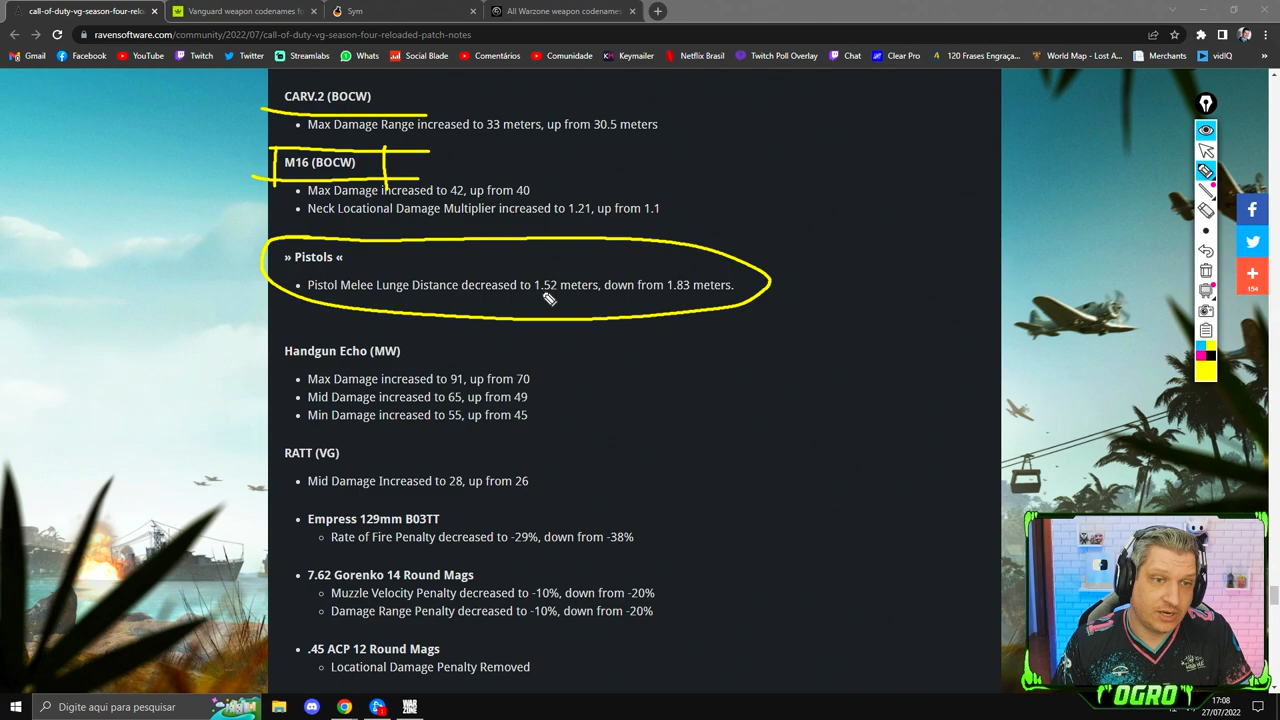 call-of-duty-vg-season-four-relo
Vanguard weapon codenames f
Sym
All Warzone weapon codenames
ravensoftware.com/community/2022/07/call-of-duty-vg-season-four-reloaded-patch-notes
Gmail
Facebook
YouTube
Twitch
Twitter
Streamlabs
Whats
Social Blade
Comentários
Comunidade
Keymailer
Netflix Brasil
Twitch Poll Overlay
Chat
Clear Pro
120 Frases Engraça...
World Map - Lost A...
Merchants
vidIQ
CARV.2 (BOCW)
• Max Damage Range increased to 33 meters, up from 30.5 meters
M16 (BOCW)
• Max Damage increased to 42, up from 40
• Neck Locational Damage Multiplier increased to 1.21, up from 1.1
» Pistols «
• Pistol Melee Lunge Distance decreased to 1.52 meters, down from 1.83 meters.
Handgun Echo (MW)
• Max Damage increased to 91, up from 70
• Mid Damage increased to 65, up from 49
• Min Damage increased to 55, up from 45
RATT (VG)
• Mid Damage Increased to 28, up from 26
• Empress 129mm B03TT
○ Rate of Fire Penalty decreased to -29%, down from -38%
• 7.62 Gorenko 14 Round Mags
○ Muzzle Velocity Penalty decreased to -10%, down from -20%
○ Damage Range Penalty decreased to -10%, down from -20%
• .45 ACP 12 Round Mags
○ Locational Damage Penalty Removed
154
OGRO
Digite aqui para pesquisar
WAR
ZONE
17:08
27/07/2022